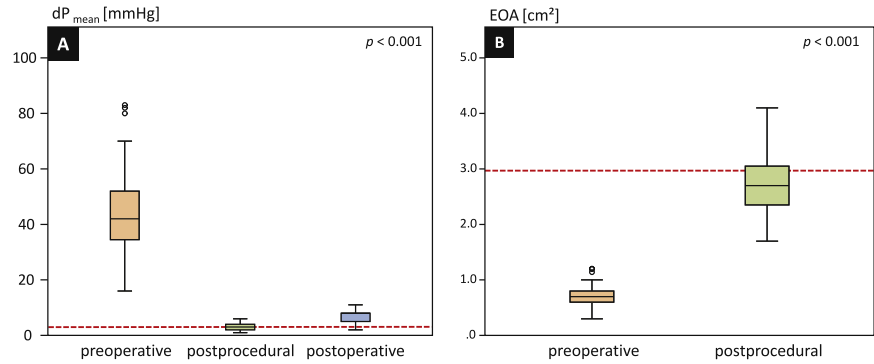 dP mean [mmHg]
A
p < 0.001
100
80
60
40
20
0
preoperative postprocedural postoperative
EOA [cm²]
B
p < 0.001
5.0
4.0
3.0
2.0
1.0
.0
preoperative postprocedural